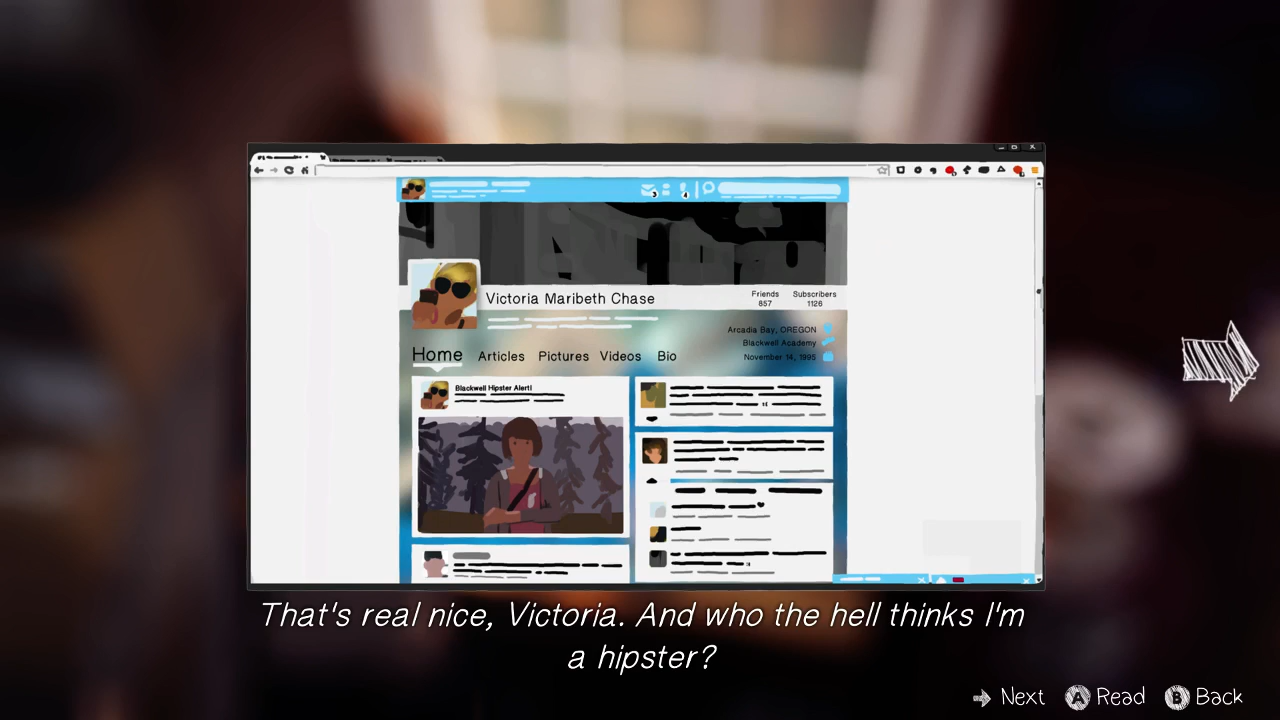 Victoria Maribeth Chase
Friends
857
Subscribers
1126
Arcadia Bay, OREGON
Blackwell Academy
November 14, 1995
Home
Articles
Pictures
Videos
Bio
Blackwell Hipster Alert!
That's real nice, Victoria. And who the hell thinks I'm
a hipster?
Next
A Read
B Back